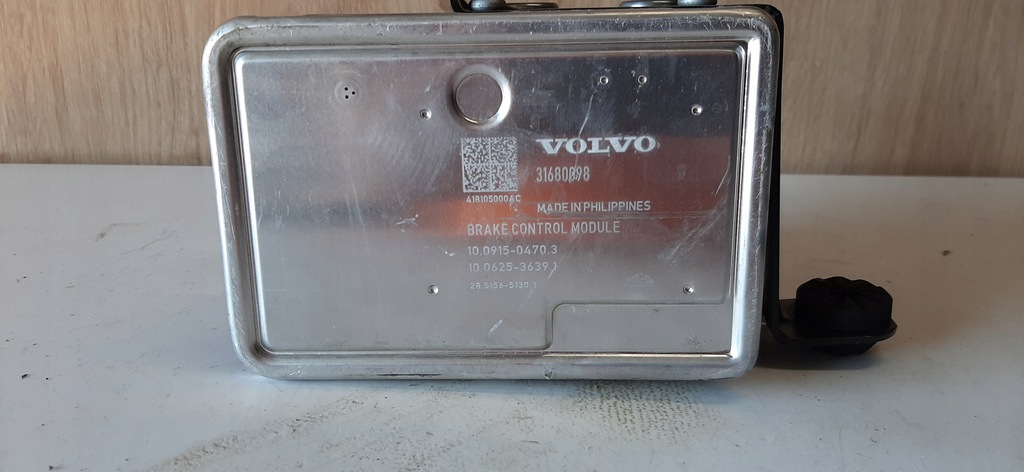 VOLVO
31680898
418105000AC
MADE IN PHILIPPINES
BRAKE CONTROL MODULE
10.0915-0470.3
10.0625-3639.1
28.5156-5130.1